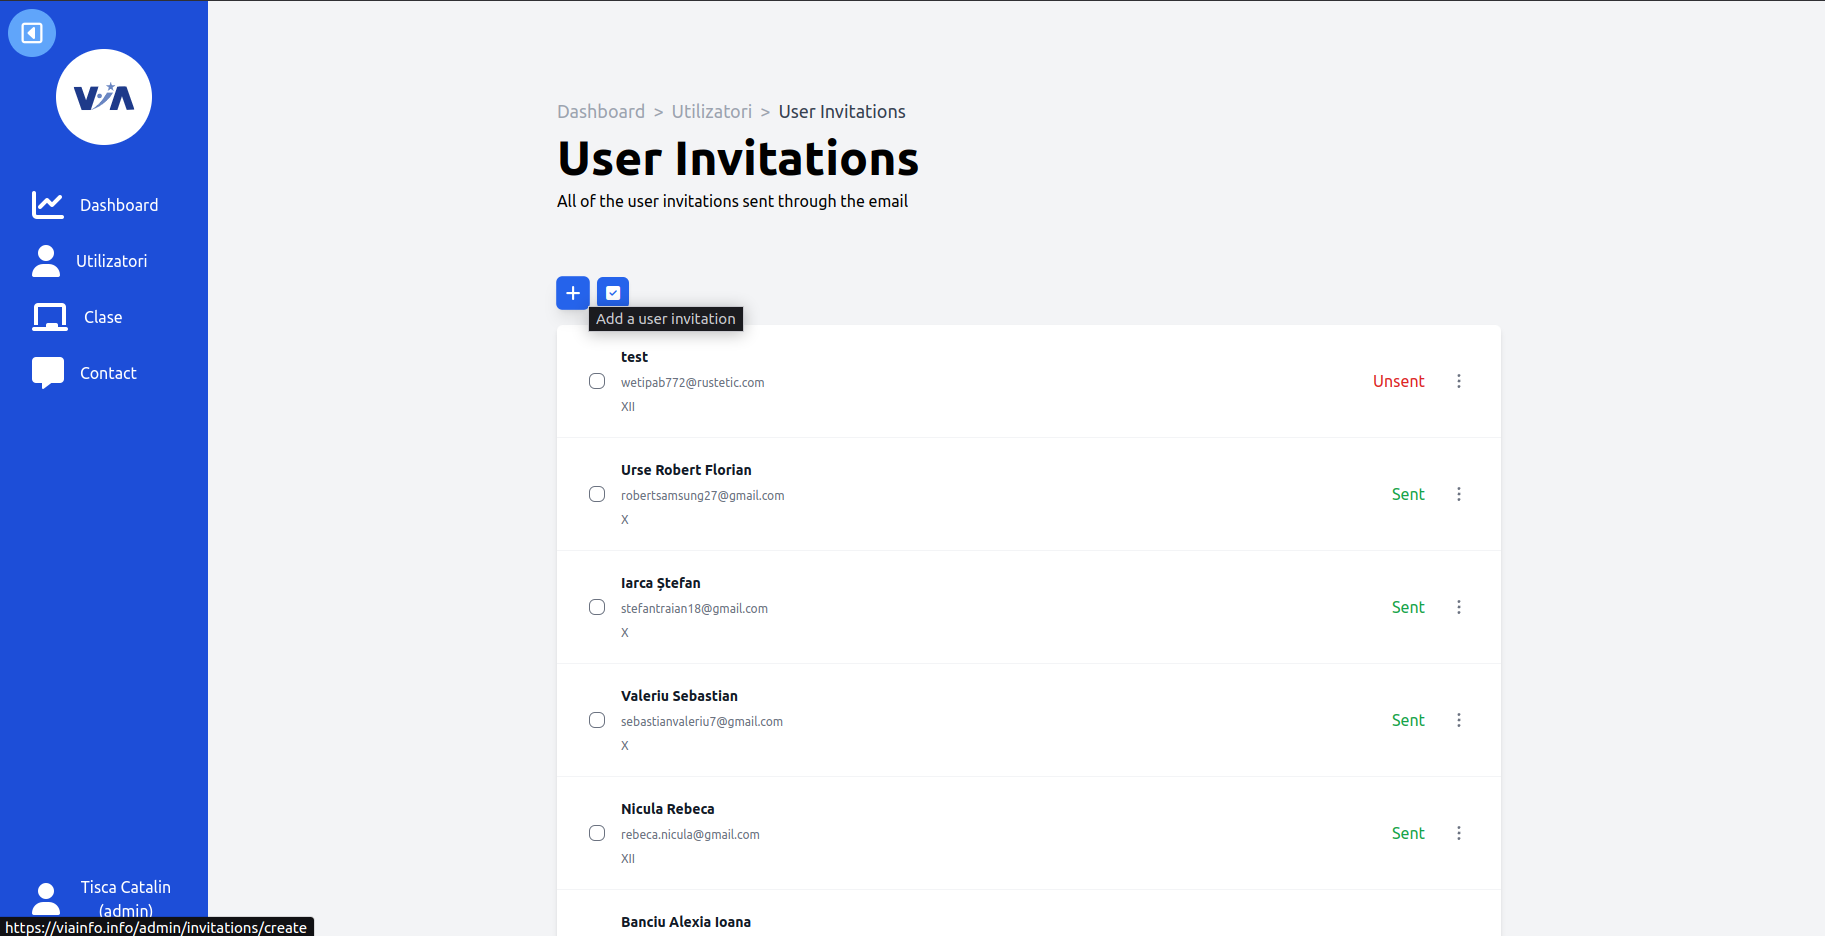 VIA
Dashboard
Utilizatori
Clase
Contact
Tisca Catalin
(admin)
https://viainfo.info/admin/invitations/create
Dashboard > Utilizatori > User Invitations
User Invitations
All of the user invitations sent through the email
Add a user invitation
test
wetipab772@rustetic.com
XII
Unsent
Urse Robert Florian
robertsamsung27@gmail.com
X
Sent
Iarca Ștefan
stefantraian18@gmail.com
X
Sent
Valeriu Sebastian
sebastianvaleriu7@gmail.com
X
Sent
Nicula Rebeca
rebeca.nicula@gmail.com
XII
Sent
Banciu Alexia Ioana